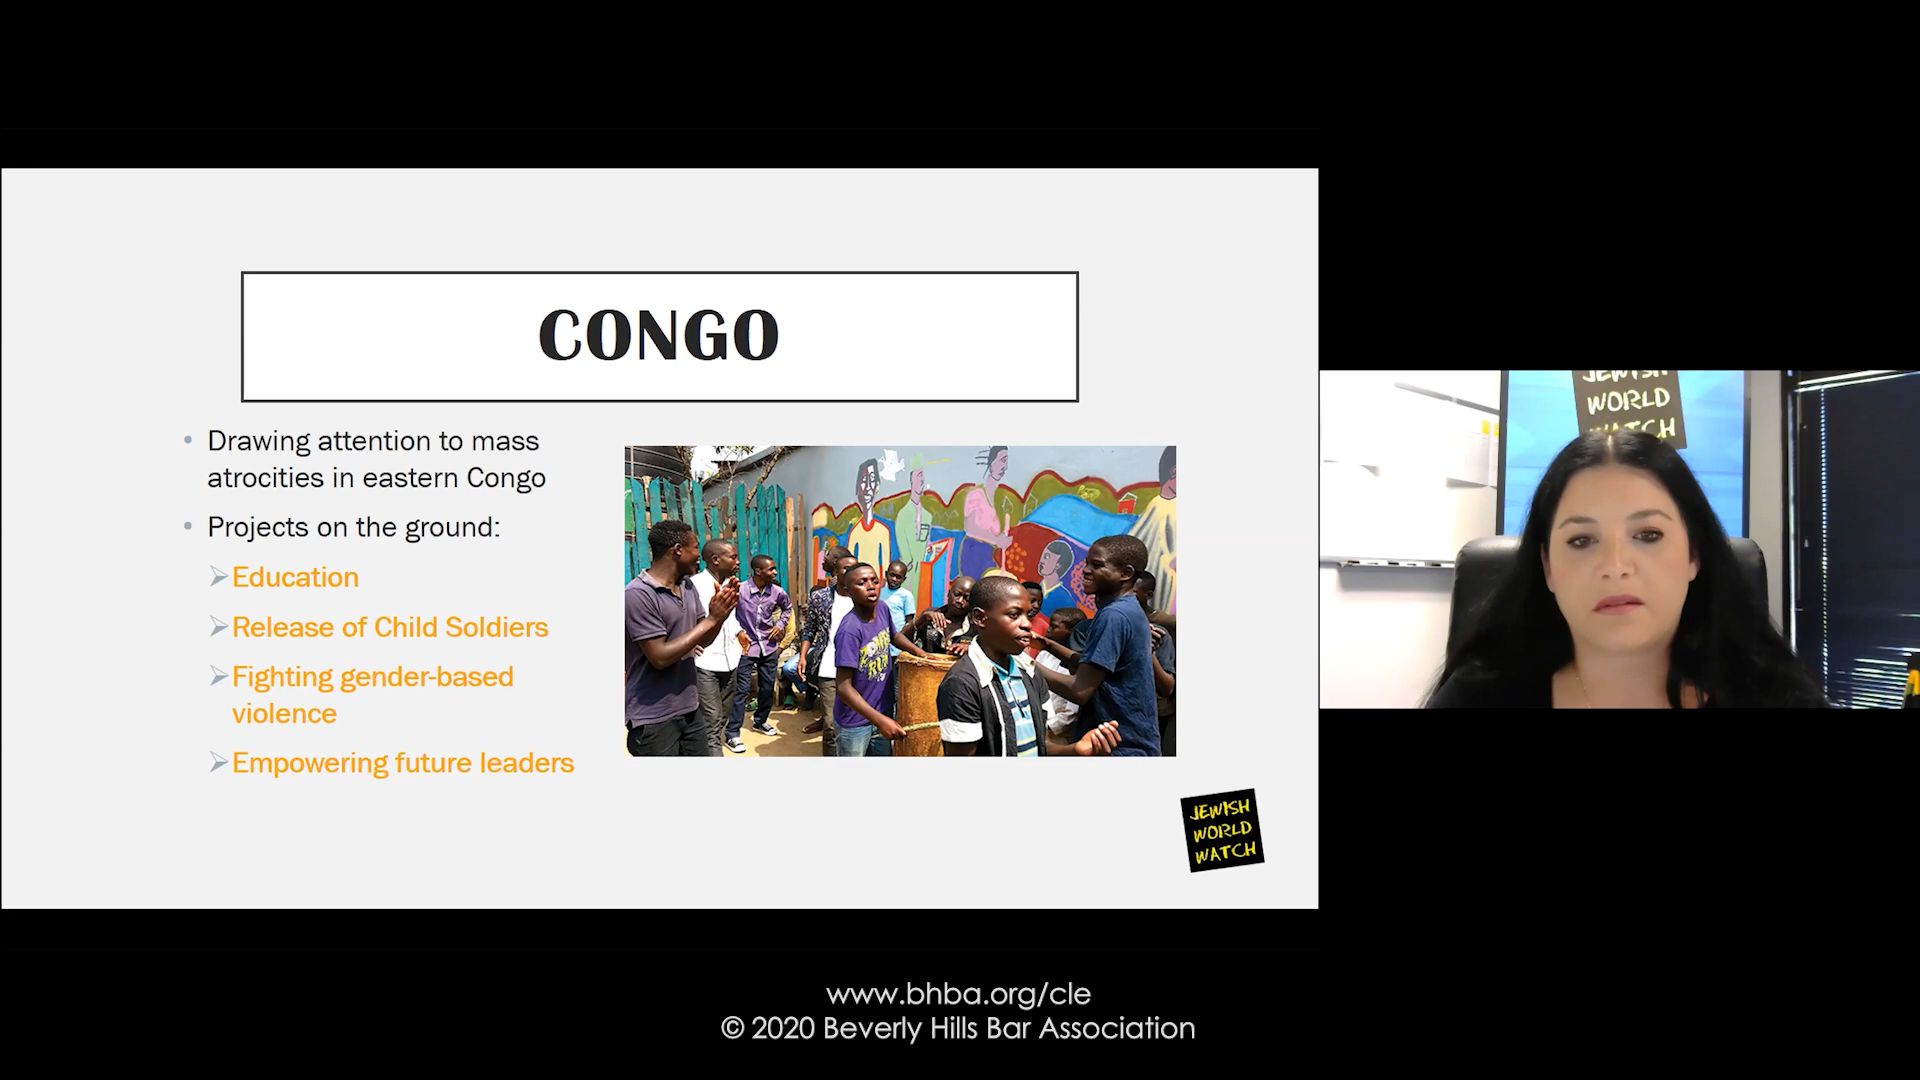 CONGO
Drawing attention to mass
atrocities in eastern Congo
Projects on the ground:
Education
Release of Child Soldiers
Fighting gender-based
violence
Empowering future leaders
JEWISH
WORLD
WATCH
JEWISH
WORLD
WATCH
www.bhba.org/cle
© 2020 Beverly Hills Bar Association